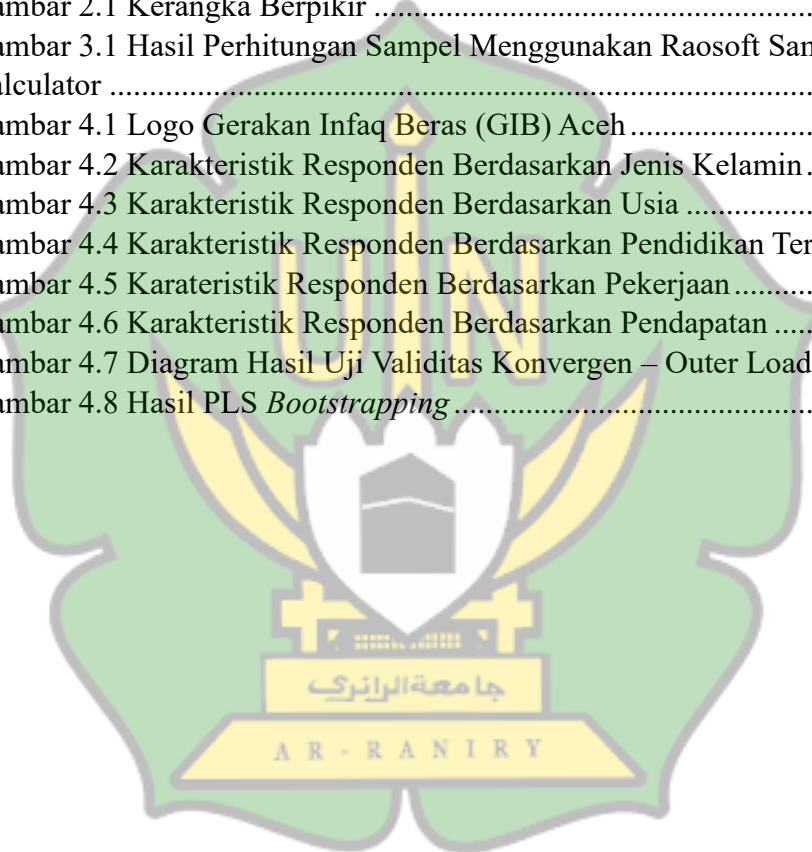 ambar 2.1 Kerangka Berpikir ..........................................................
ambar 3.1 Hasil Perhitungan Sampel Menggunakan Raosoft Sam
alculator ..........................................................................................
ambar 4.1 Logo Gerakan Infaq Beras (GIB) Aceh .......................
ambar 4.2 Karakteristik Responden Berdasarkan Jenis Kelamin .
ambar 4.3 Karakteristik Responden Berdasarkan Usia ................
ambar 4.4 Karakteristik Responden Berdasarkan Pendidikan Ter
ambar 4.5 Karateristik Responden Berdasarkan Pekerjaan ..........
ambar 4.6 Karakteristik Responden Berdasarkan Pendapatan .....
ambar 4.7 Diagram Hasil Uji Validitas Konvergen – Outer Load
ambar 4.8 Hasil PLS Bootstrapping .............................................
UIN
جامعة الرانري
AR-RANIRY